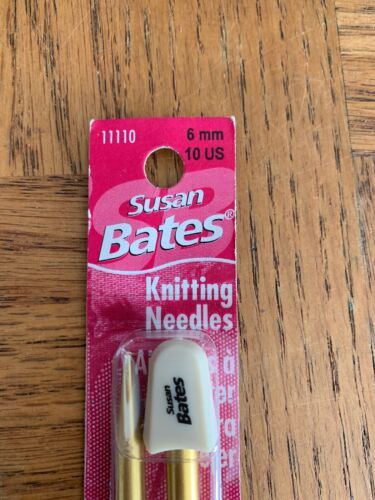 11110
6 mm
10 US
Susan
Bates®
Knitting
Needles
Susan
Bates